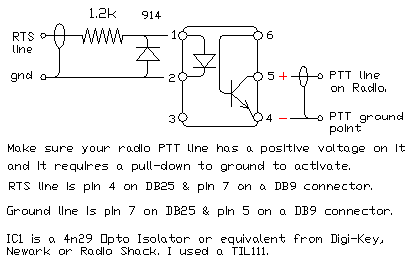 1.2k 914
RTS line
gnd
1 6
2 5 + PTT line on Radio.
3 4 - PTT ground point
Make sure your radio PTT line has a positive voltage on it
and it requires a pull-down to ground to activate.
RTS line is pin 4 on DB25 & pin 7 on a DB9 connector.
Ground line is pin 7 on DB25 & pin 5 on a DB9 connector.
IC1 is a 4n29 Opto Isolator or equivalent from Digi-Key,
Newark or Radio Shack. I used a TIL111.